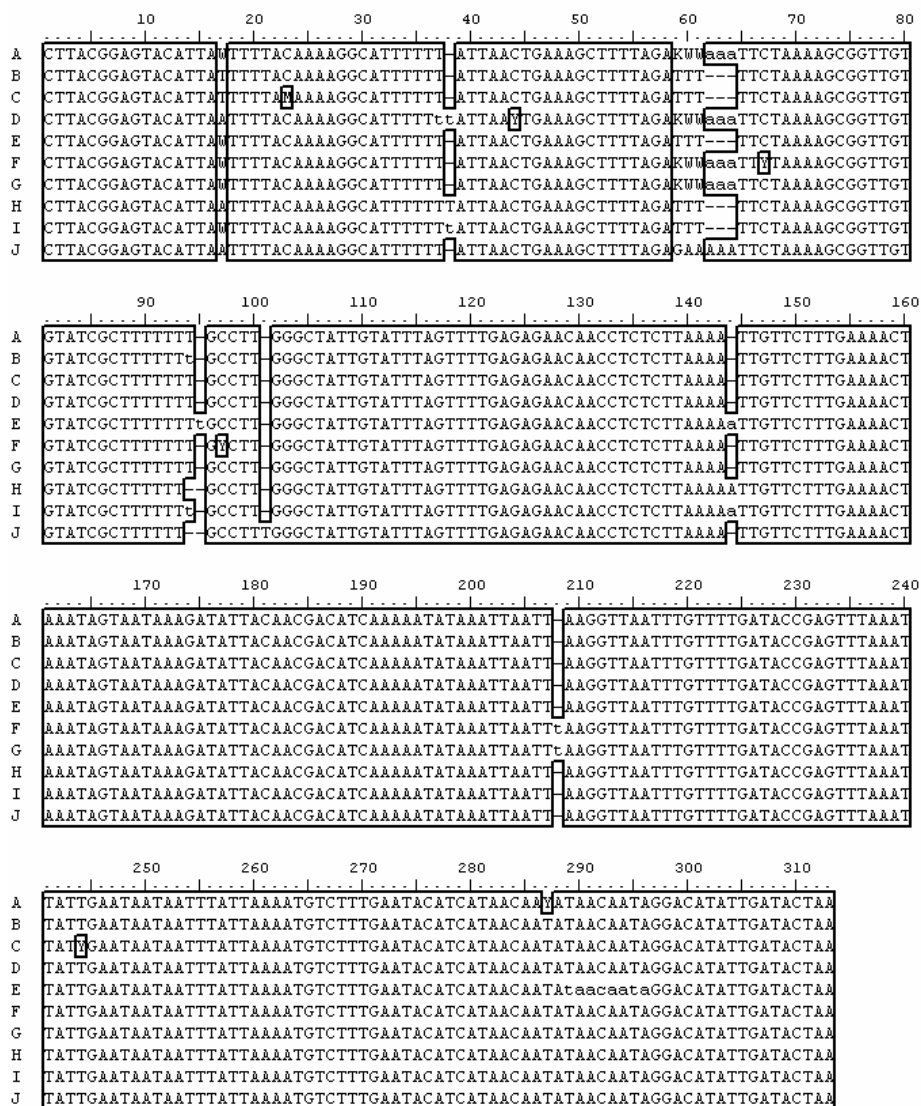 10 20 30 40 50 60 70 80
A CTTACGGAGTACATTAWTTTTACAAAAGGCATTTTTT-ATTAACTGAAAGCTTTTAGAKWWaaaTTCTAAAAGCGGTTGT
B CTTACGGAGTACATTATTTTTACAAAAGGCATTTTTT-ATTAACTGAAAGCTTTTAGATTT---TTCTAAAAGCGGTTGT
C CTTACGGAGTACATTATTTTTAMAAAAGGCATTTTTT-ATTAACTGAAAGCTTTTAGATTT---TTCTAAAAGCGGTTGT
D CTTACGGAGTACATTAATTTTACAAAAGGCATTTTTttATTAAYTGAAAGCTTTTAGAKWWaaaTTCTAAAAGCGGTTGT
E CTTACGGAGTACATTAWTTTTACAAAAGGCATTTTTT-ATTAACTGAAAGCTTTTAGATTT---TTCTAAAAGCGGTTGT
F CTTACGGAGTACATTAWTTTTACAAAAGGCATTTTTT-ATTAACTGAAAGCTTTTAGAKWWaaaTTYTAAAAGCGGTTGT
G CTTACGGAGTACATTAWTTTTACAAAAGGCATTTTTT-ATTAACTGAAAGCTTTTAGAKWWaaaTTCTAAAAGCGGTTGT
H CTTACGGAGTACATTAWTTTTACAAAAGGCATTTTTTTATTAACTGAAAGCTTTTAGATTT---TTCTAAAAGCGGTTGT
I CTTACGGAGTACATTAWTTTTACAAAAGGCATTTTTTtATTAACTGAAAGCTTTTAGATTT---TTCTAAAAGCGGTTGT
J CTTACGGAGTACATTAATTTTACAAAAGGCATTTTTT-ATTAACTGAAAGCTTTTAGAGAAAAATTCTAAAAGCGGTTGT
90 100 110 120 130 140 150 160
A GTATCGCTTTTTTT-GCCTT-GGGCTATTGTATTTAGTTTTGAGAGAACAACCTCTCTTAAAA-TTGTTCTTTGAAAACT
B GTATCGCTTTTTTt-GCCTT-GGGCTATTGTATTTAGTTTTGAGAGAACAACCTCTCTTAAAA-TTGTTCTTTGAAAACT
C GTATCGCTTTTTTT-GCCTT-GGGCTATTGTATTTAGTTTTGAGAGAACAACCTCTCTTAAAA-TTGTTCTTTGAAAACT
D GTATCGCTTTTTTT-GCCTT-GGGCTATTGTATTTAGTTTTGAGAGAACAACCTCTCTTAAAA-TTGTTCTTTGAAAACT
E GTATCGCTTTTTTTtGCCTT-GGGCTATTGTATTTAGTTTTGAGAGAACAACCTCTCTTAAAAaTTGTTCTTTGAAAACT
F GTATCGCTTTTTTT-GYCTT-GGGCTATTGTATTTAGTTTTGAGAGAACAACCTCTCTTAAAA-TTGTTCTTTGAAAACT
G GTATCGCTTTTTTT-GCCTT-GGGCTATTGTATTTAGTTTTGAGAGAACAACCTCTCTTAAAA-TTGTTCTTTGAAAACT
H GTATCGCTTTTTT--GCCTT-GGGCTATTGTATTTAGTTTTGAGAGAACAACCTCTCTTAAAAATTGTTCTTTGAAAACT
I GTATCGCTTTTTTt-GCCTT-GGGCTATTGTATTTAGTTTTGAGAGAACAACCTCTCTTAAAAaTTGTTCTTTGAAAACT
J GTATCGCTTTTTT--GCCTTTGGGCTATTGTATTTAGTTTTGAGAGAACAACCTCTCTTAAAA-TTGTTCTTTGAAAACT
170 180 190 200 210 220 230 240
A AAATAGTAATAAAGATATTACAACGACATCAAAAATATAAATTAATT-AAGGTTAATTTGTTTTGATACCGAGTTTAAAT
B AAATAGTAATAAAGATATTACAACGACATCAAAAATATAAATTAATT-AAGGTTAATTTGTTTTGATACCGAGTTTAAAT
C AAATAGTAATAAAGATATTACAACGACATCAAAAATATAAATTAATT-AAGGTTAATTTGTTTTGATACCGAGTTTAAAT
D AAATAGTAATAAAGATATTACAACGACATCAAAAATATAAATTAATT-AAGGTTAATTTGTTTTGATACCGAGTTTAAAT
E AAATAGTAATAAAGATATTACAACGACATCAAAAATATAAATTAATT-AAGGTTAATTTGTTTTGATACCGAGTTTAAAT
F AAATAGTAATAAAGATATTACAACGACATCAAAAATATAAATTAATTtAAGGTTAATTTGTTTTGATACCGAGTTTAAAT
G AAATAGTAATAAAGATATTACAACGACATCAAAAATATAAATTAATTtAAGGTTAATTTGTTTTGATACCGAGTTTAAAT
H AAATAGTAATAAAGATATTACAACGACATCAAAAATATAAATTAATT-AAGGTTAATTTGTTTTGATACCGAGTTTAAAT
I AAATAGTAATAAAGATATTACAACGACATCAAAAATATAAATTAATT-AAGGTTAATTTGTTTTGATACCGAGTTTAAAT
J AAATAGTAATAAAGATATTACAACGACATCAAAAATATAAATTAATT-AAGGTTAATTTGTTTTGATACCGAGTTTAAAT
250 260 270 280 290 300 310
A TATTGAATAATAATTTATTAAAATGTCTTTGAATACATCATAACAAYATAACAATAGGACATATTGATACTAA
B TATTGAATAATAATTTATTAAAATGTCTTTGAATACATCATAACAATATAACAATAGGACATATTGATACTAA
C TATYGAATAATAATTTATTAAAATGTCTTTGAATACATCATAACAATATAACAATAGGACATATTGATACTAA
D TATTGAATAATAATTTATTAAAATGTCTTTGAATACATCATAACAATATAACAATAGGACATATTGATACTAA
E TATTGAATAATAATTTATTAAAATGTCTTTGAATACATCATAACAATAtaacaataGGACATATTGATACTAA
F TATTGAATAATAATTTATTAAAATGTCTTTGAATACATCATAACAATATAACAATAGGACATATTGATACTAA
G TATTGAATAATAATTTATTAAAATGTCTTTGAATACATCATAACAATATAACAATAGGACATATTGATACTAA
H TATTGAATAATAATTTATTAAAATGTCTTTGAATACATCATAACAATATAACAATAGGACATATTGATACTAA
I TATTGAATAATAATTTATTAAAATGTCTTTGAATACATCATAACAATATAACAATAGGACATATTGATACTAA
J TATTGAATAATAATTTATTAAAATGTCTTTGAATACATCATAACAATATAACAATAGGACATATTGATACTAA